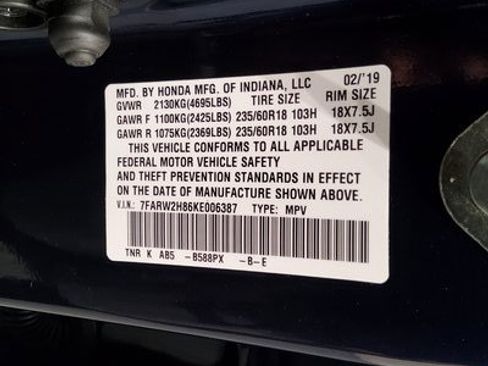 MFD. BY HONDA MFG. OF INDIANA, LLC 02/'19
GVWR 2130KG(4695LBS) TIRE SIZE RIM SIZE
GAWR F 1100KG(2425LBS) 235/60R18 103H 18X7.5J
GAWR R 1075KG(2369LBS) 235/60R18 103H 18X7.5J
THIS VEHICLE CONFORMS TO ALL APPLICABLE
FEDERAL MOTOR VEHICLE SAFETY
AND THEFT PREVENTION STANDARDS IN EFFECT
ON THE DATE OF MANUFACTURE SHOWN ABOVE.
V.I.N.: 7FARW2H86KE006387 TYPE: MPV
TNR K AB5 -B588PX -B-E